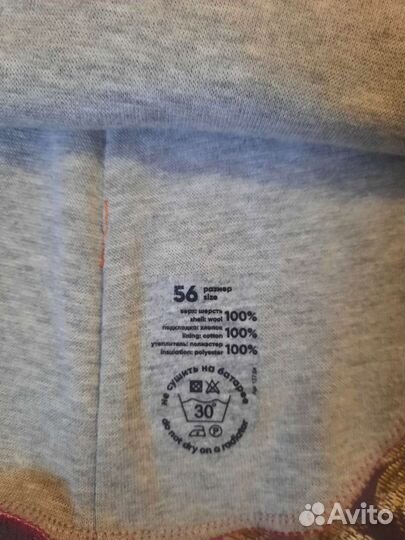 56 размер
size
верх: шерсть
shell: wool 100%
подкладка: хлопок
lining: cotton 100%
утеплитель: полиэстер
insulation: polyester 100%
не сушить на батарее
30°
do not dry on a radiator
Avito